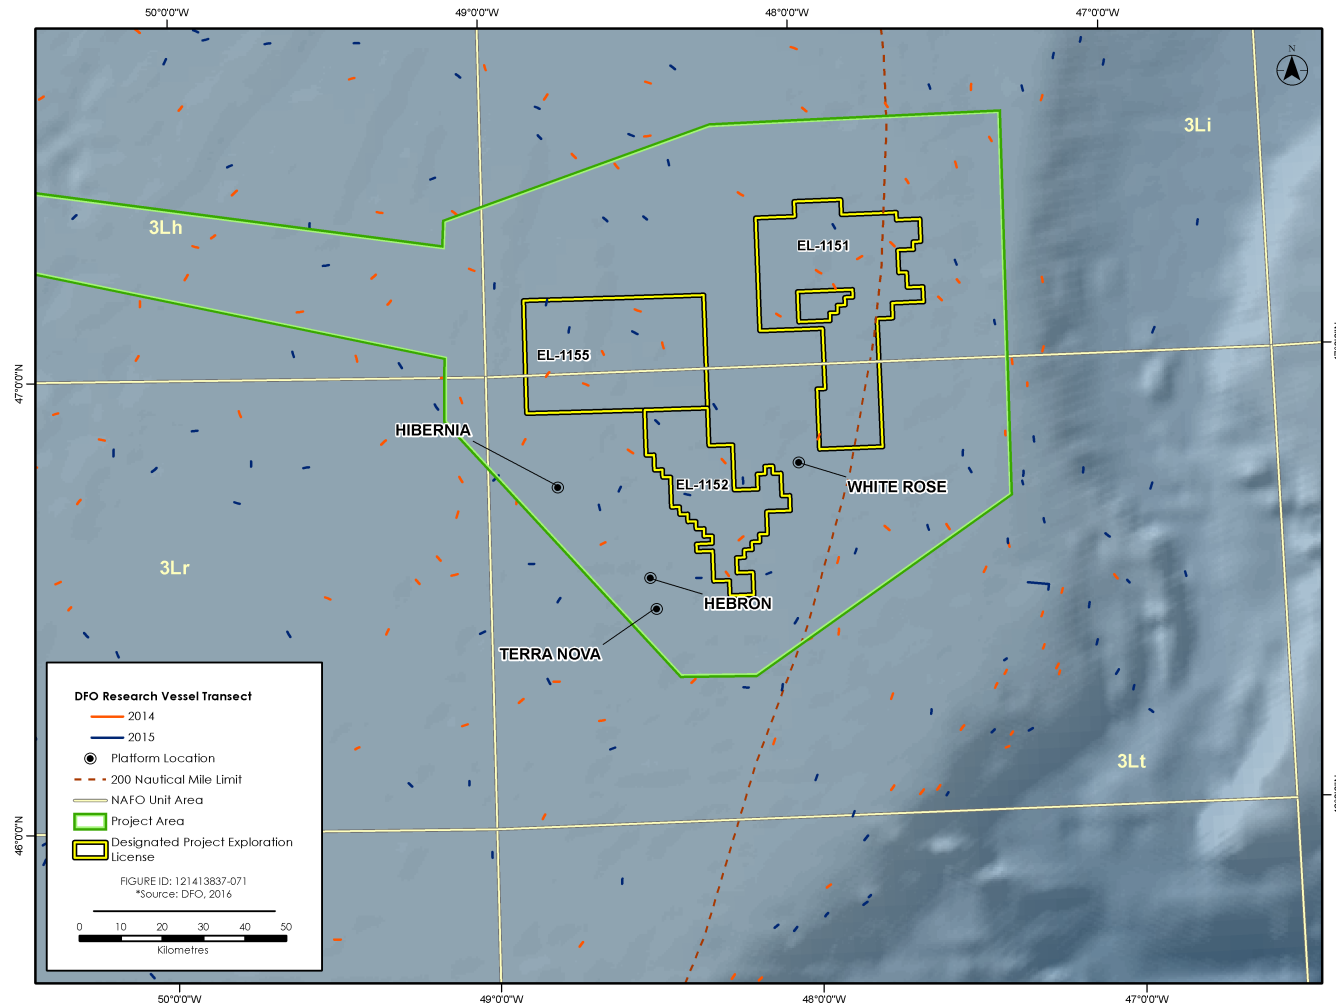 50°0'0"W
49°0'0"W
48°0'0"W
47°0'0"W
N
3Li
3Lh
EL-1151
EL-1155
47°0'0"N
HIBERNIA
EL-1152
WHITE ROSE
3Lr
HEBRON
TERRA NOVA
3Lt
DFO Research Vessel Transect
2014
2015
Platform Location
200 Nautical Mile Limit
NAFO Unit Area
Project Area
Designated Project Exploration
License
FIGURE ID: 121413837-071
*Source: DFO, 2016
0 10 20 30 40 50
Kilometres
46°0'0"N
50°0'0"W
49°0'0"W
48°0'0"W
47°0'0"W